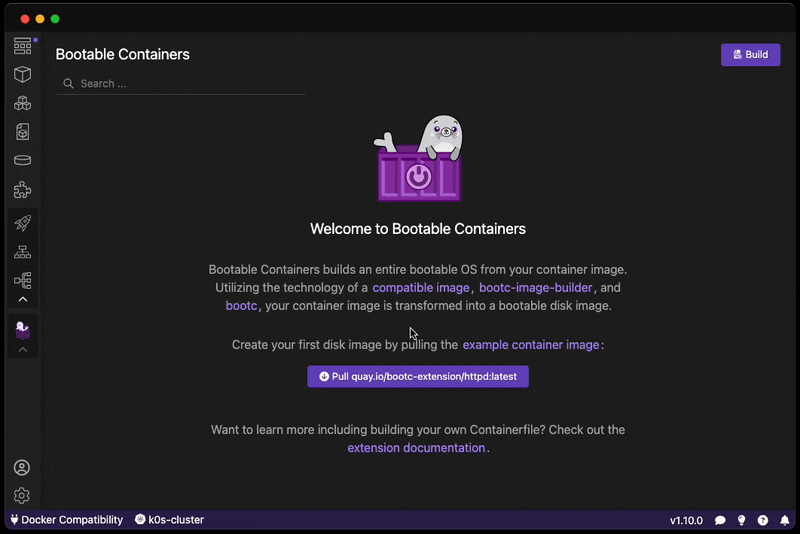 Bootable Containers
Build
Search ...
Welcome to Bootable Containers
Bootable Containers builds an entire bootable OS from your container image.
Utilizing the technology of a compatible image, bootc-image-builder, and
bootc, your container image is transformed into a bootable disk image.
Create your first disk image by pulling the example container image:
Pull quay.io/bootc-extension/httpd:latest
Want to learn more including building your own Containerfile? Check out the
extension documentation.
Docker Compatibility k0s-cluster v1.10.0